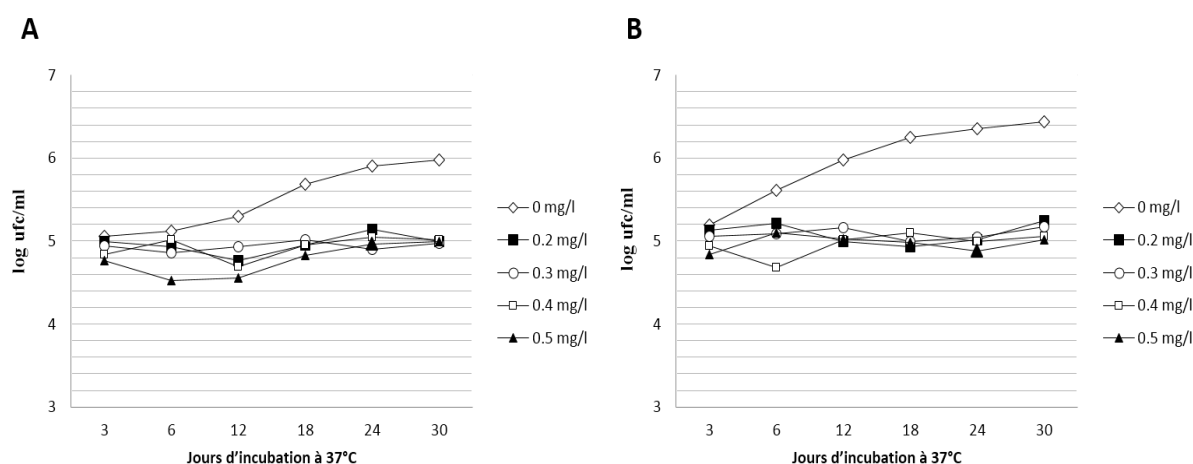 A
7
6
5
4
3
log ufc/ml
3 6 12 18 24 30
Jours d'incubation à 37°C
0 mg/l
0.2 mg/l
0.3 mg/l
0.4 mg/l
0.5 mg/l
B
7
6
5
4
3
log ufc/ml
3 6 12 18 24 30
Jours d'incubation à 37°C
0 mg/l
0.2 mg/l
0.3 mg/l
0.4 mg/l
0.5 mg/l